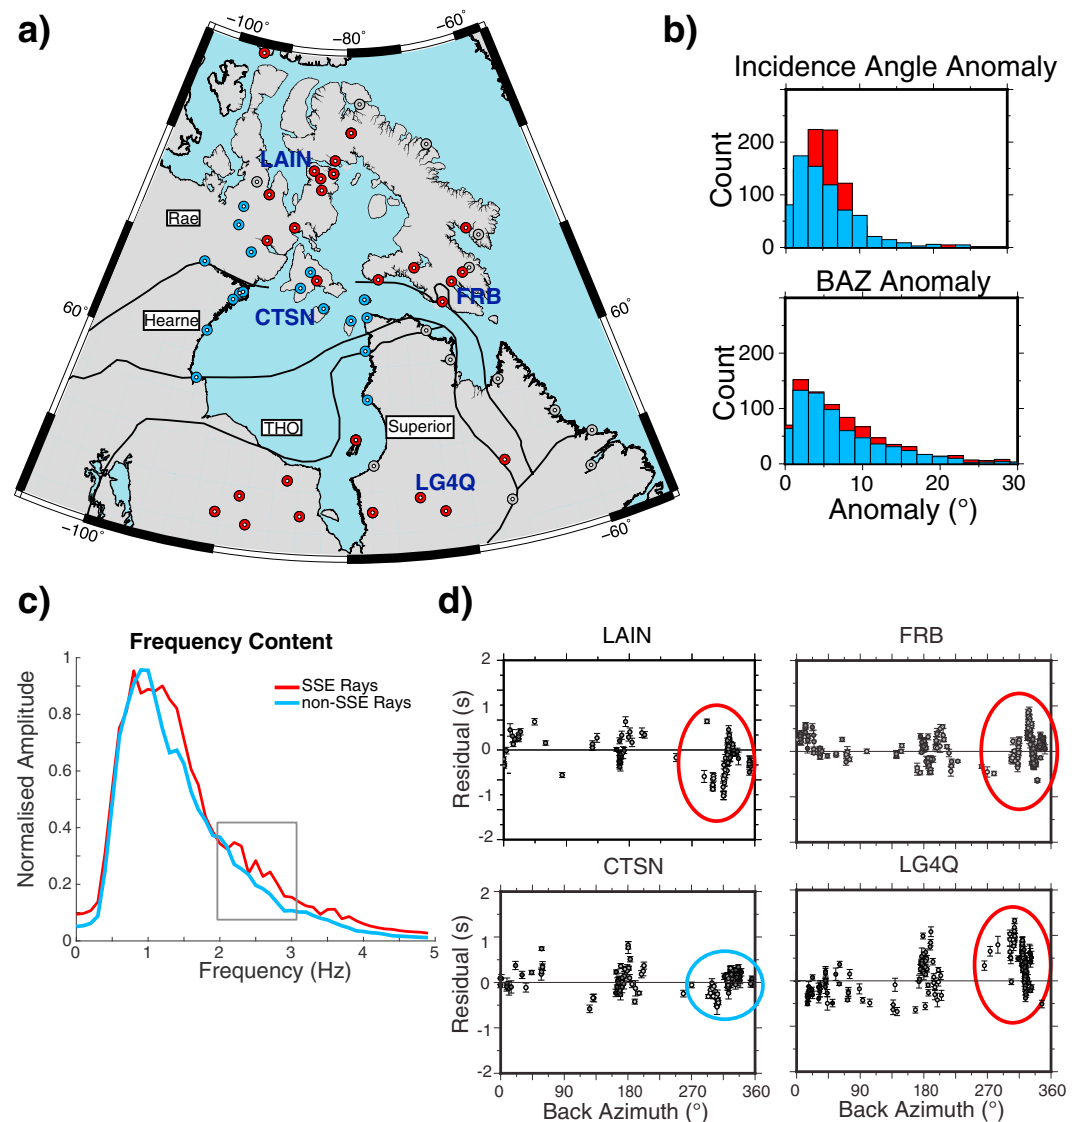 a)
−100˚
−80˚
−60˚
LAIN
Rae
60˚
60˚
FRB
Hearne
CTSN
THO
Superior
LG4Q
−100˚
−80˚
−60˚
b)
Incidence Angle Anomaly
Count
200
100
0
BAZ Anomaly
Count
200
100
0
0
10
20
30
Anomaly (°)
c)
Frequency Content
Normalised Amplitude
1
0.8
0.6
0.4
0.2
0
SSE Rays
non-SSE Rays
0
1
2
3
4
5
Frequency (Hz)
d)
LAIN
Residual (s)
2
1
0
-1
-2
FRB
CTSN
Residual (s)
2
1
0
-1
-2
0
90
180
270
360
Back Azimuth (°)
LG4Q
0
90
180
270
360
Back Azimuth (°)